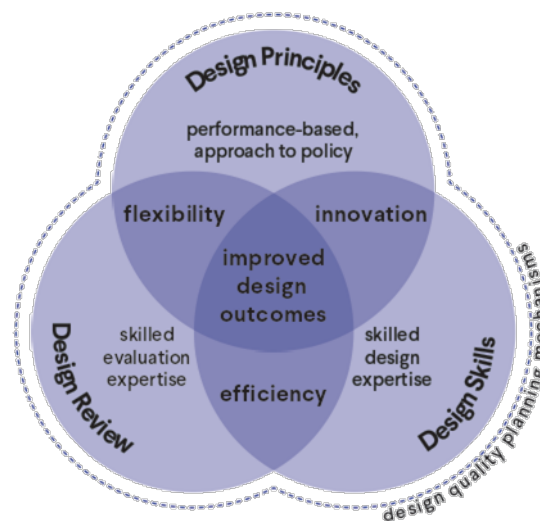 Design Principles
performance-based,
approach to policy
flexibility
innovation
improved
design
outcomes
skilled
evaluation
expertise
skilled
design
expertise
efficiency
Design Review
Design Skills
design quality planning mechanisms